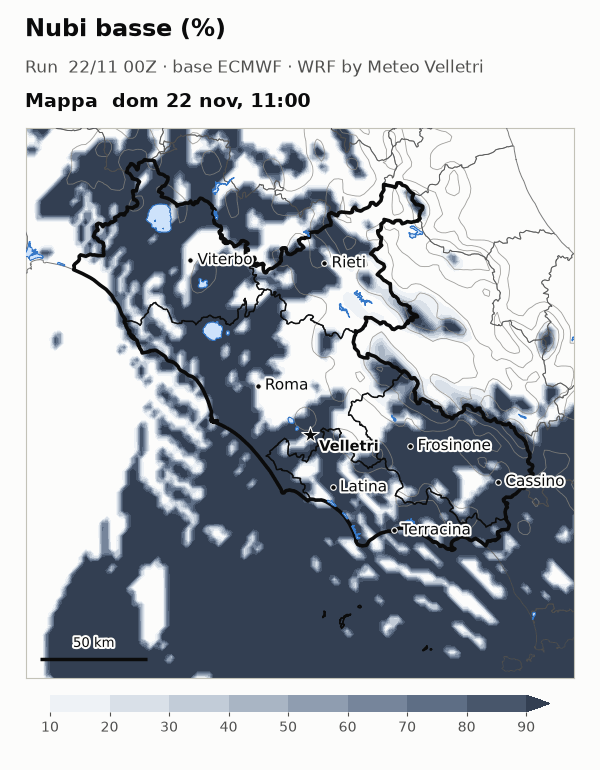 Nubi basse (%)
Run  22/11 00Z · base ECMWF · WRF by Meteo Velletri
Mappa  dom 22 nov, 11:00
Viterbo
Rieti
Roma
Velletri
Frosinone
Latina
Cassino
Terracina
50 km
10 20 30 40 50 60 70 80 90